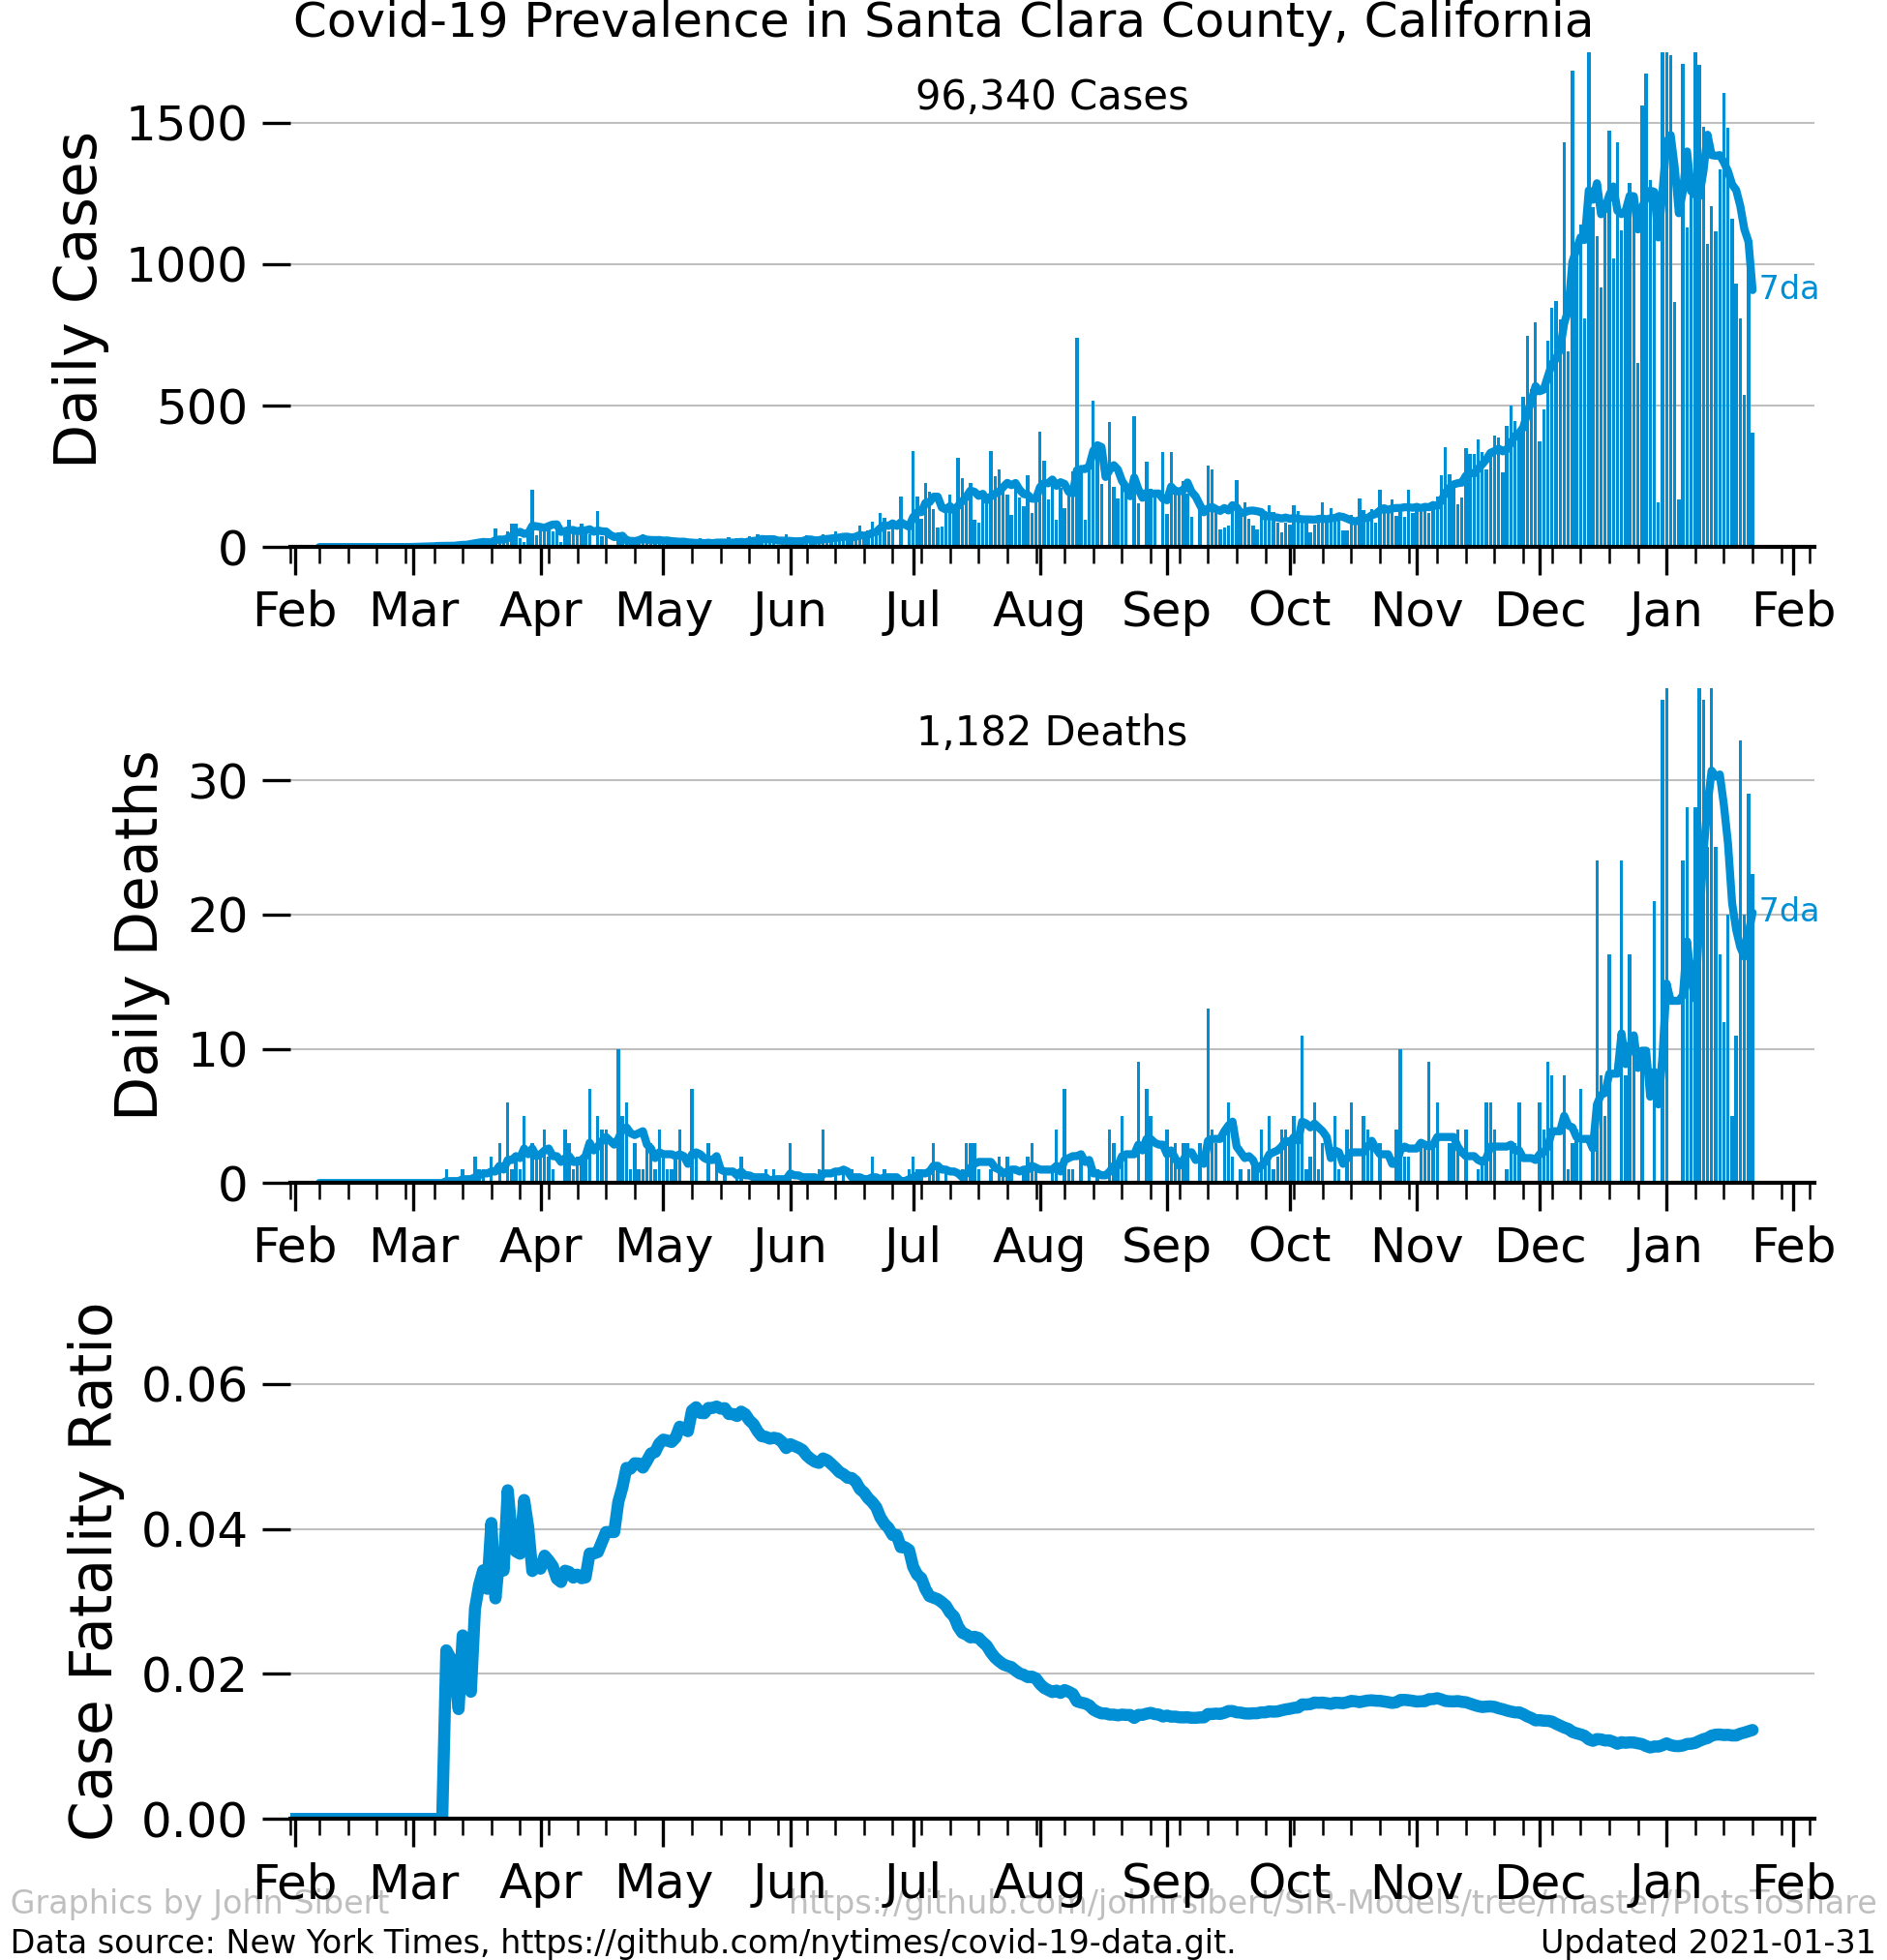 Covid-19 Prevalence in Santa Clara County, California
96,340 Cases
Daily Cases
1500
1000
500
0
7da
Feb Mar Apr May Jun Jul Aug Sep Oct Nov Dec Jan Feb
1,182 Deaths
Daily Deaths
30
20
10
0
7da
Feb Mar Apr May Jun Jul Aug Sep Oct Nov Dec Jan Feb
Case Fatality Ratio
0.06
0.04
0.02
0.00
Feb Mar Apr May Jun Jul Aug Sep Oct Nov Dec Jan Feb
Graphics by John Sibert https://github.com/johnrsibert/SIR-Models/tree/master/PlotsToShare
Data source: New York Times, https://github.com/nytimes/covid-19-data.git. Updated 2021-01-31